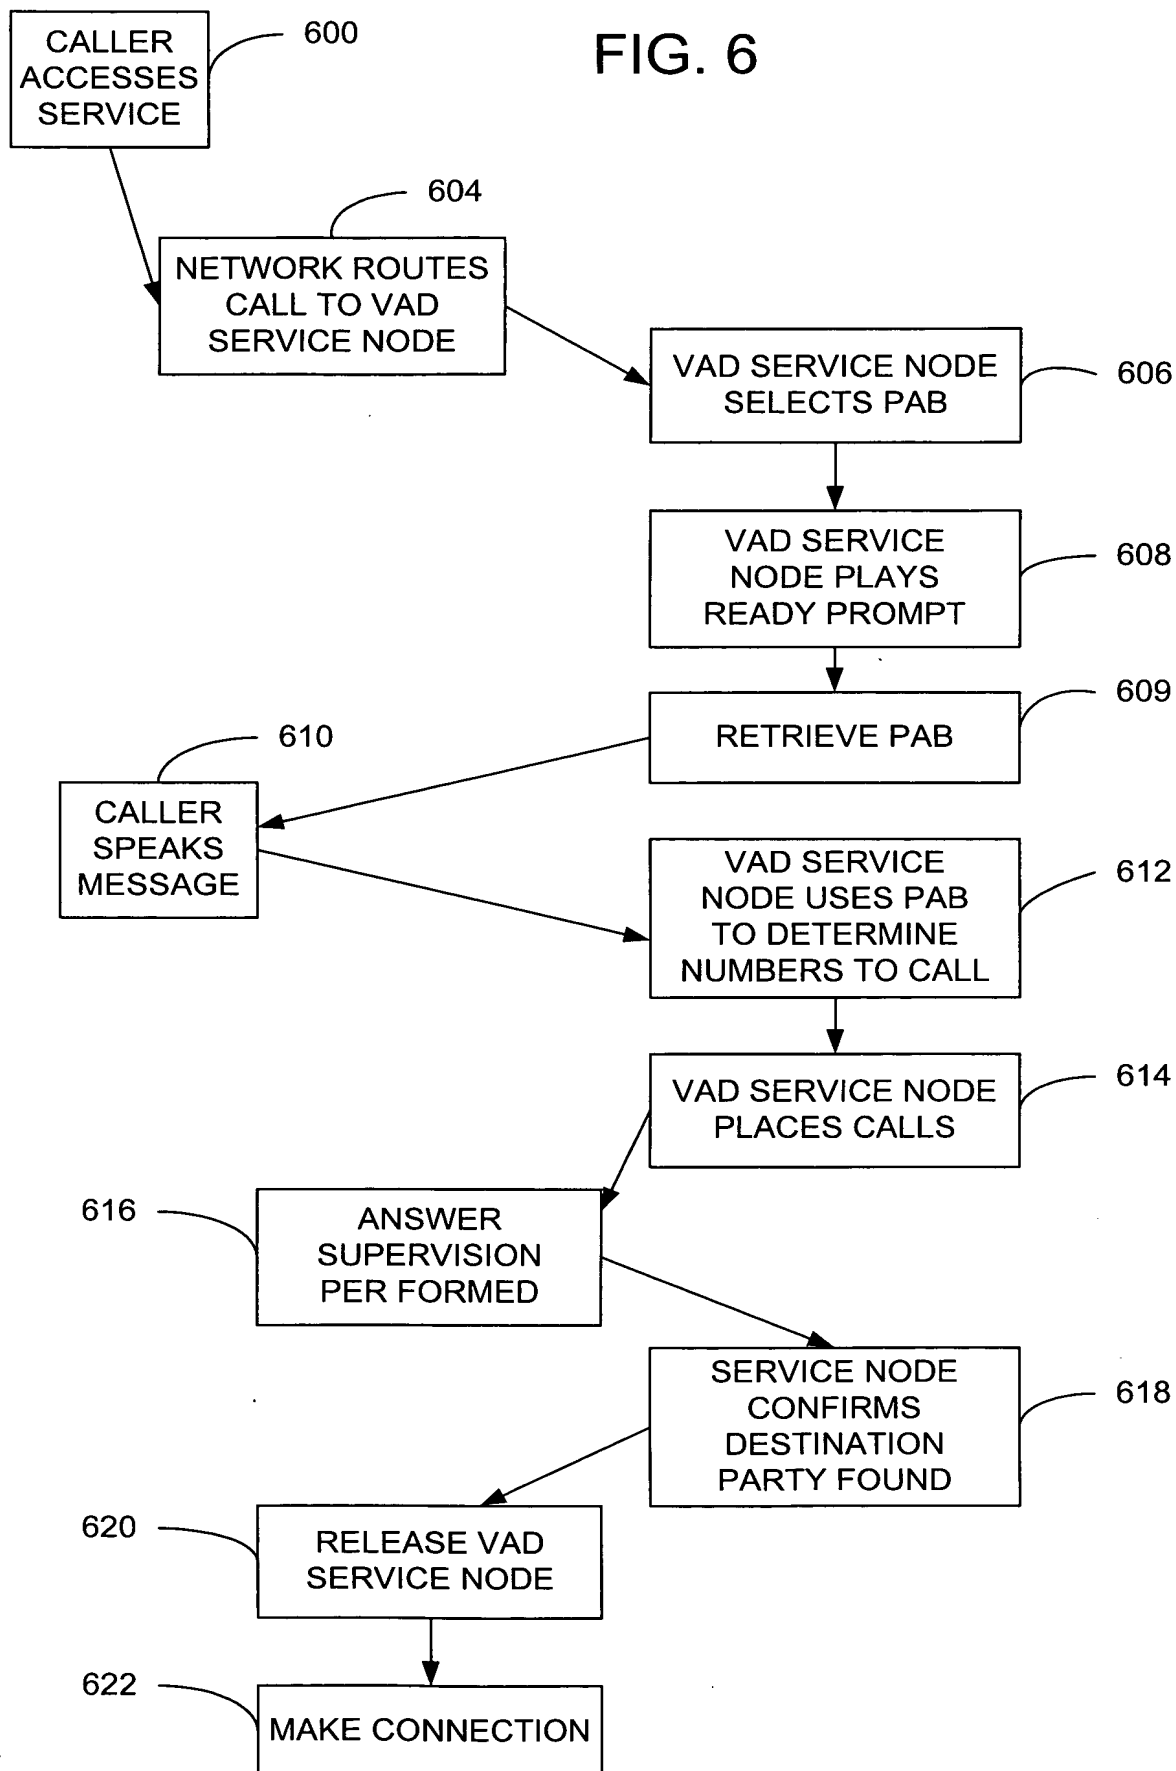 CALLER
ACCESSES
SERVICE
600
FIG. 6
604
NETWORK ROUTES
CALL TO VAD
SERVICE NODE
VAD SERVICE NODE
SELECTS PAB
606
VAD SERVICE
NODE PLAYS
READY PROMPT
608
RETRIEVE PAB
609
610
CALLER
SPEAKS
MESSAGE
VAD SERVICE
NODE USES PAB
TO DETERMINE
NUMBERS TO CALL
612
VAD SERVICE NODE
PLACES CALLS
614
616
ANSWER
SUPERVISION
PER FORMED
SERVICE NODE
CONFIRMS
DESTINATION
PARTY FOUND
618
620
RELEASE VAD
SERVICE NODE
622
MAKE CONNECTION